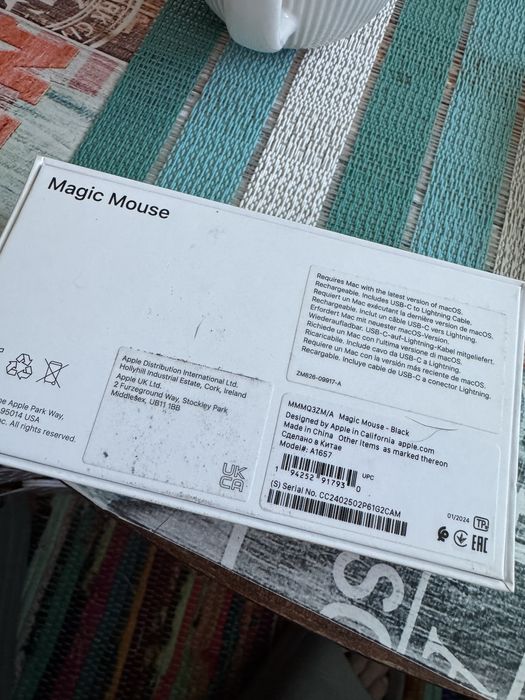 Magic Mouse
Requires Mac with the latest version of macOS.
Rechargeable. Includes USB-C to Lightning Cable.
Requiert un Mac exécutant la dernière version de macOS.
Rechargeable. Inclut un câble USB-C vers Lightning.
Erfordert Mac mit neuester macOS-Version.
Wiederaufladbar. USB-C-auf-Lightning-Kabel mitgeliefert.
Richiede un Mac con l'ultima versione di macOS.
Ricaricabile. Include cavo da USB-C a Lightning.
Requiere un Mac con la versión más reciente de macOS.
Recargable. Incluye cable de USB-C a conector Lightning.
ZM826-09917-A
Apple Distribution International Ltd.
Hollyhill Industrial Estate, Cork, Ireland
Apple UK Ltd.
2 Furzeground Way, Stockley Park
Middlesex, UB11 1BB
UK
CA
Apple Park Way,
95014 USA
All rights reserved.
MMMQ3ZM/A Magic Mouse - Black
Designed by Apple in California apple.com
Made in China Other items as marked thereon
Сделано в Китае
Model#: A1657
UPC
1 94252 91793 0
(S) Serial No. CC2402502P61G2CAM
01/2024
EAC